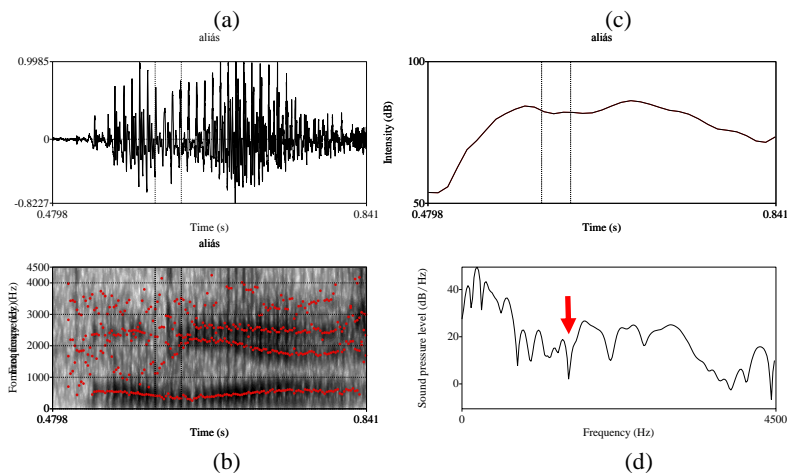 (a)
aliás
0.9985
0
-0.8227
0.4798
0.841
Time (s)
(c)
aliás
100
Intensity (dB)
50
0.4798
0.841
Time (s)
aliás
4500
4000
3000
2000
1000
0
0.4798
0.841
Time (s)
(b)
Sound pressure level (dB / Hz)
40
20
0
0
4500
Frequency (Hz)
(d)